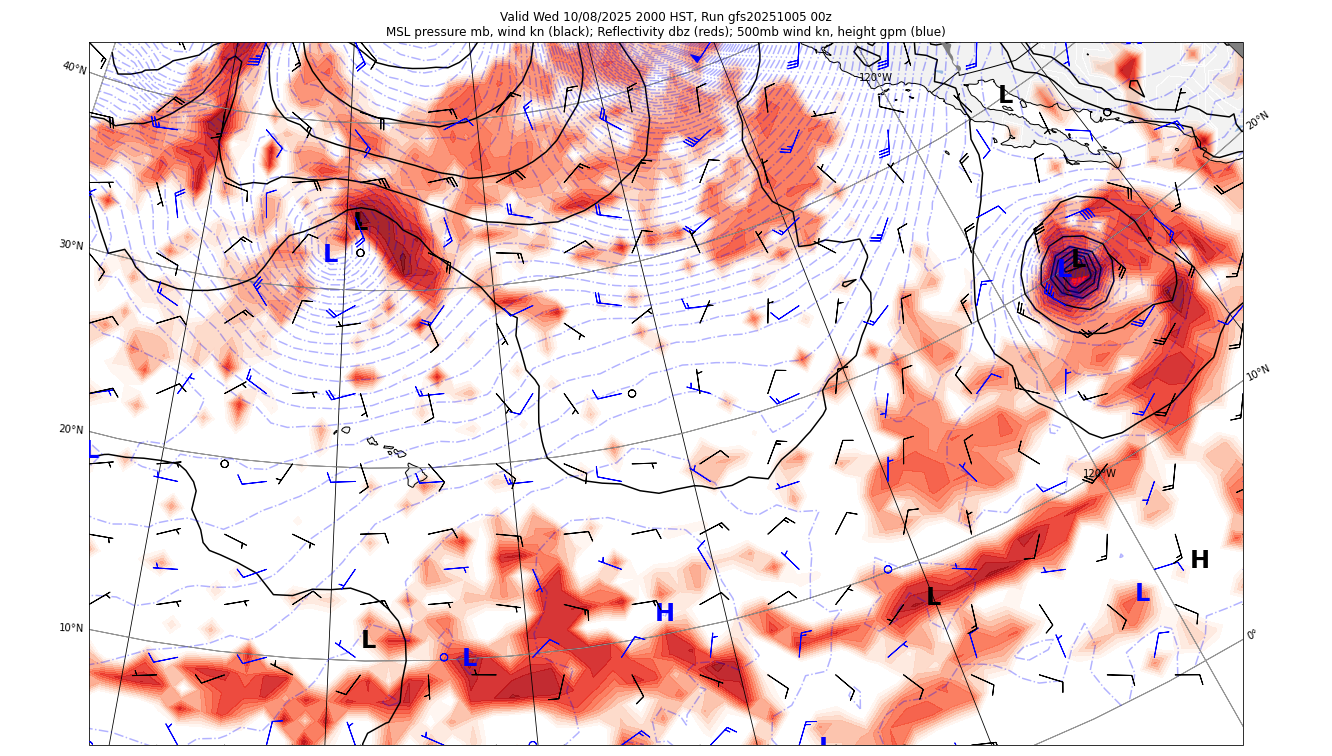 Valid Wed 10/08/2025 2000 HST, Run gfs20251005 00z
MSL pressure mb, wind kn (black); Reflectivity dbz (reds); 500mb wind kn, height gpm (blue)
40°N
120°W
L
20°N
L
L
30°N
L
L
10°N
20°N
120°W
H
L
L
H
10°N
L
0°
L
L